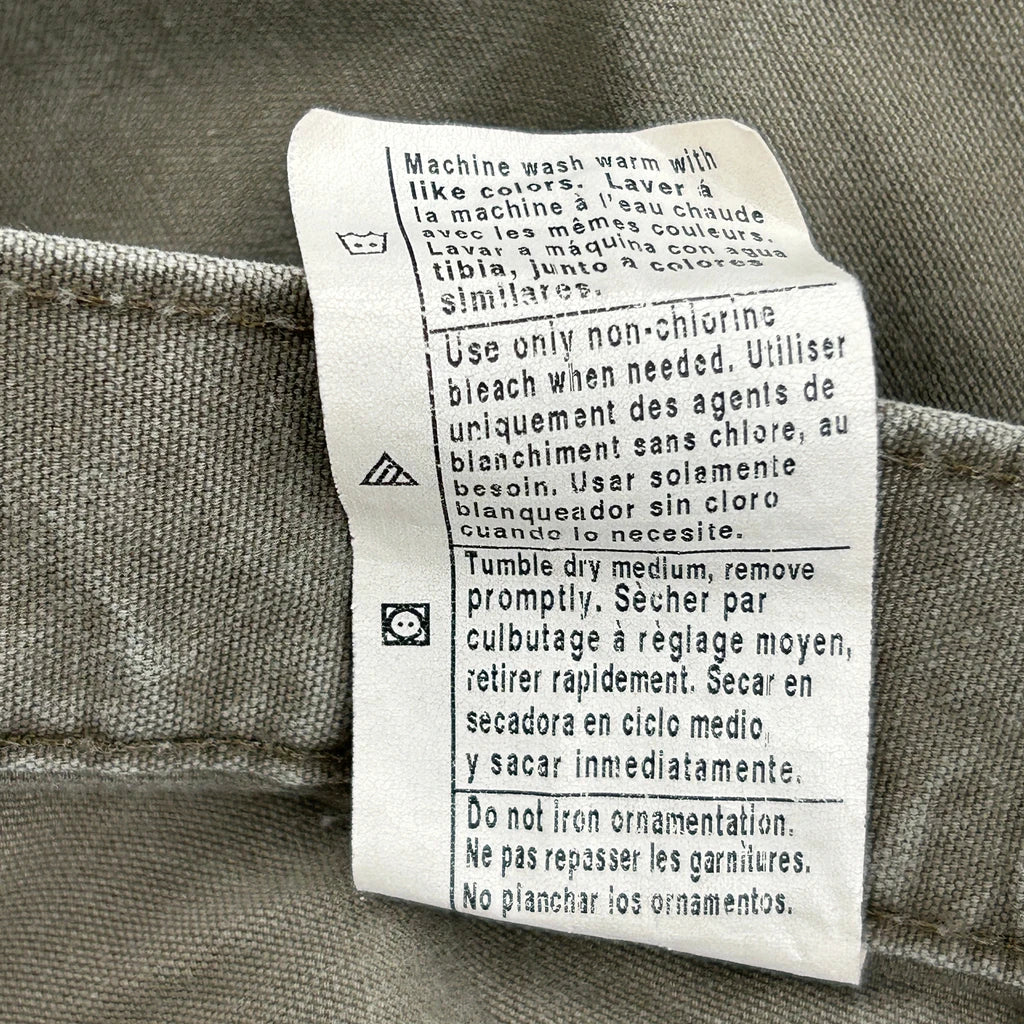 Machine wash warm with
like colors. Laver á
la machine à l'eau chaude
avec les mêmes couleurs.
Lavar a máquina con agua
tibia, junto a colores
similares.
Use only non-chlorine
bleach when needed. Utiliser
uniquement des agents de
blanchiment sans chlore, au
besoin. Usar solamente
blanqueador sin cloro
cuando lo necesite.
Tumble dry medium, remove
promptly. Sècher par
culbutage à règlage moyen,
retirer rapidement. Secar en
secadora en ciclo medio,
y sacar inmediatamente.
Do not iron ornamentation.
Ne pas repasser les garnitures.
No planchar los ornamentos.